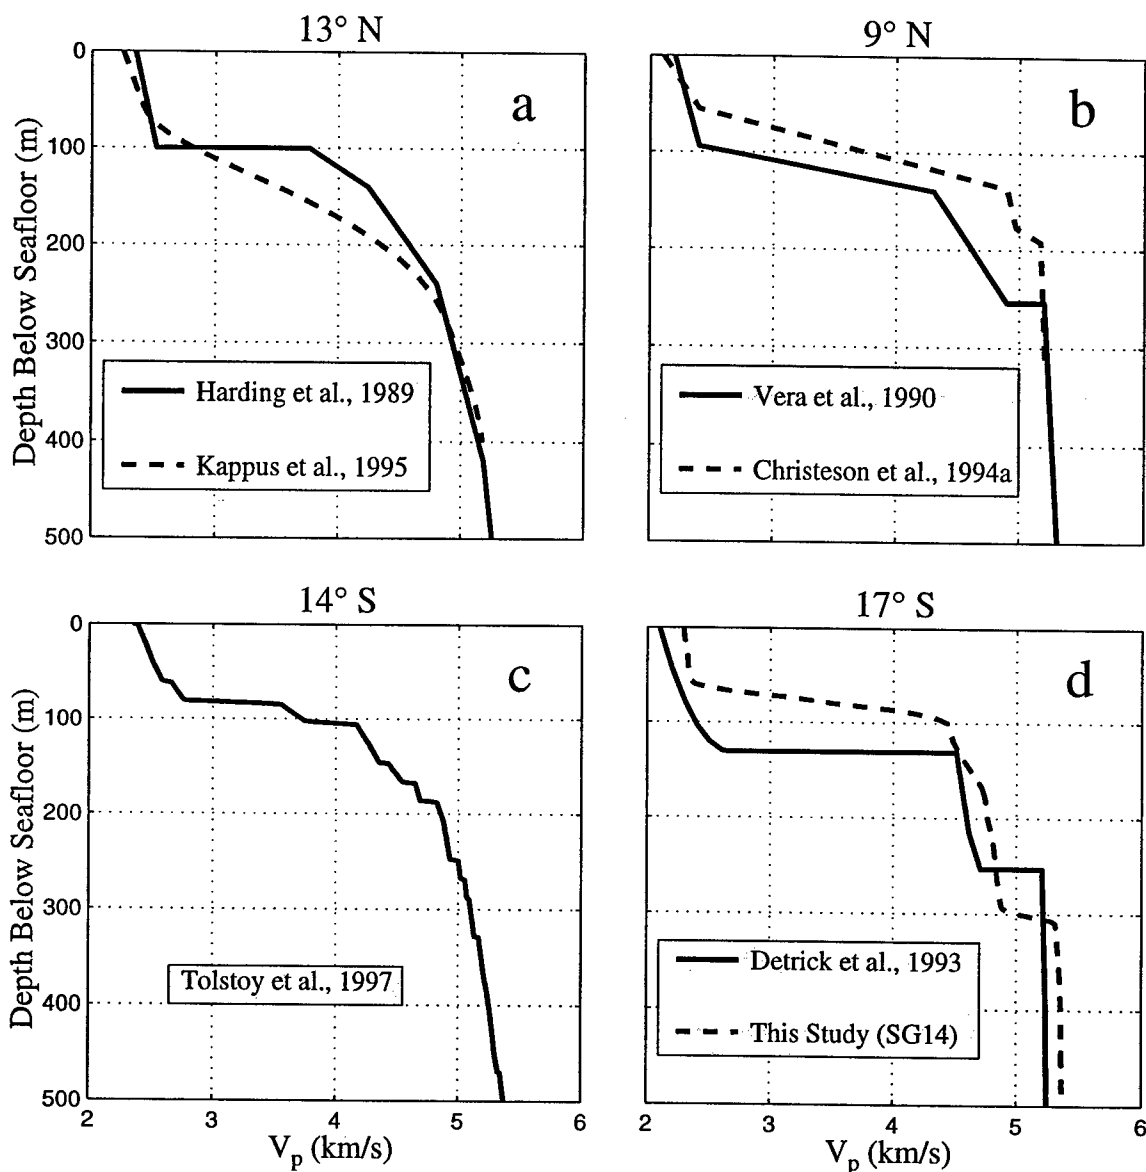 13° N
9° N
0
100
200
300
400
500
Depth Below Seafloor (m)
a
b
Harding et al., 1989
Kappus et al., 1995
Vera et al., 1990
Christeson et al., 1994a
14° S
17° S
0
100
200
300
400
500
Depth Below Seafloor (m)
c
d
Tolstoy et al., 1997
Detrick et al., 1993
This Study (SG14)
2
3
4
5
6
2
3
4
5
6
Vp (km/s)
Vp (km/s)